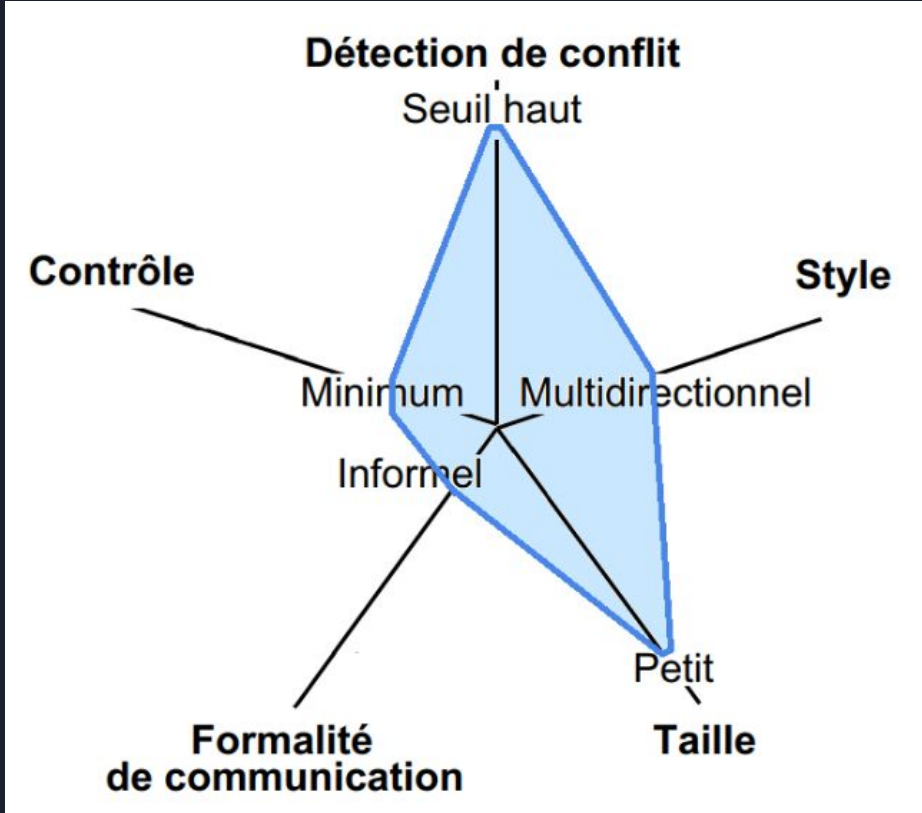 Détection de conflit
Seuil haut
Contrôle
Style
Minimum
Multidirectionnel
Informel
Petit
Formalité
de communication
Taille